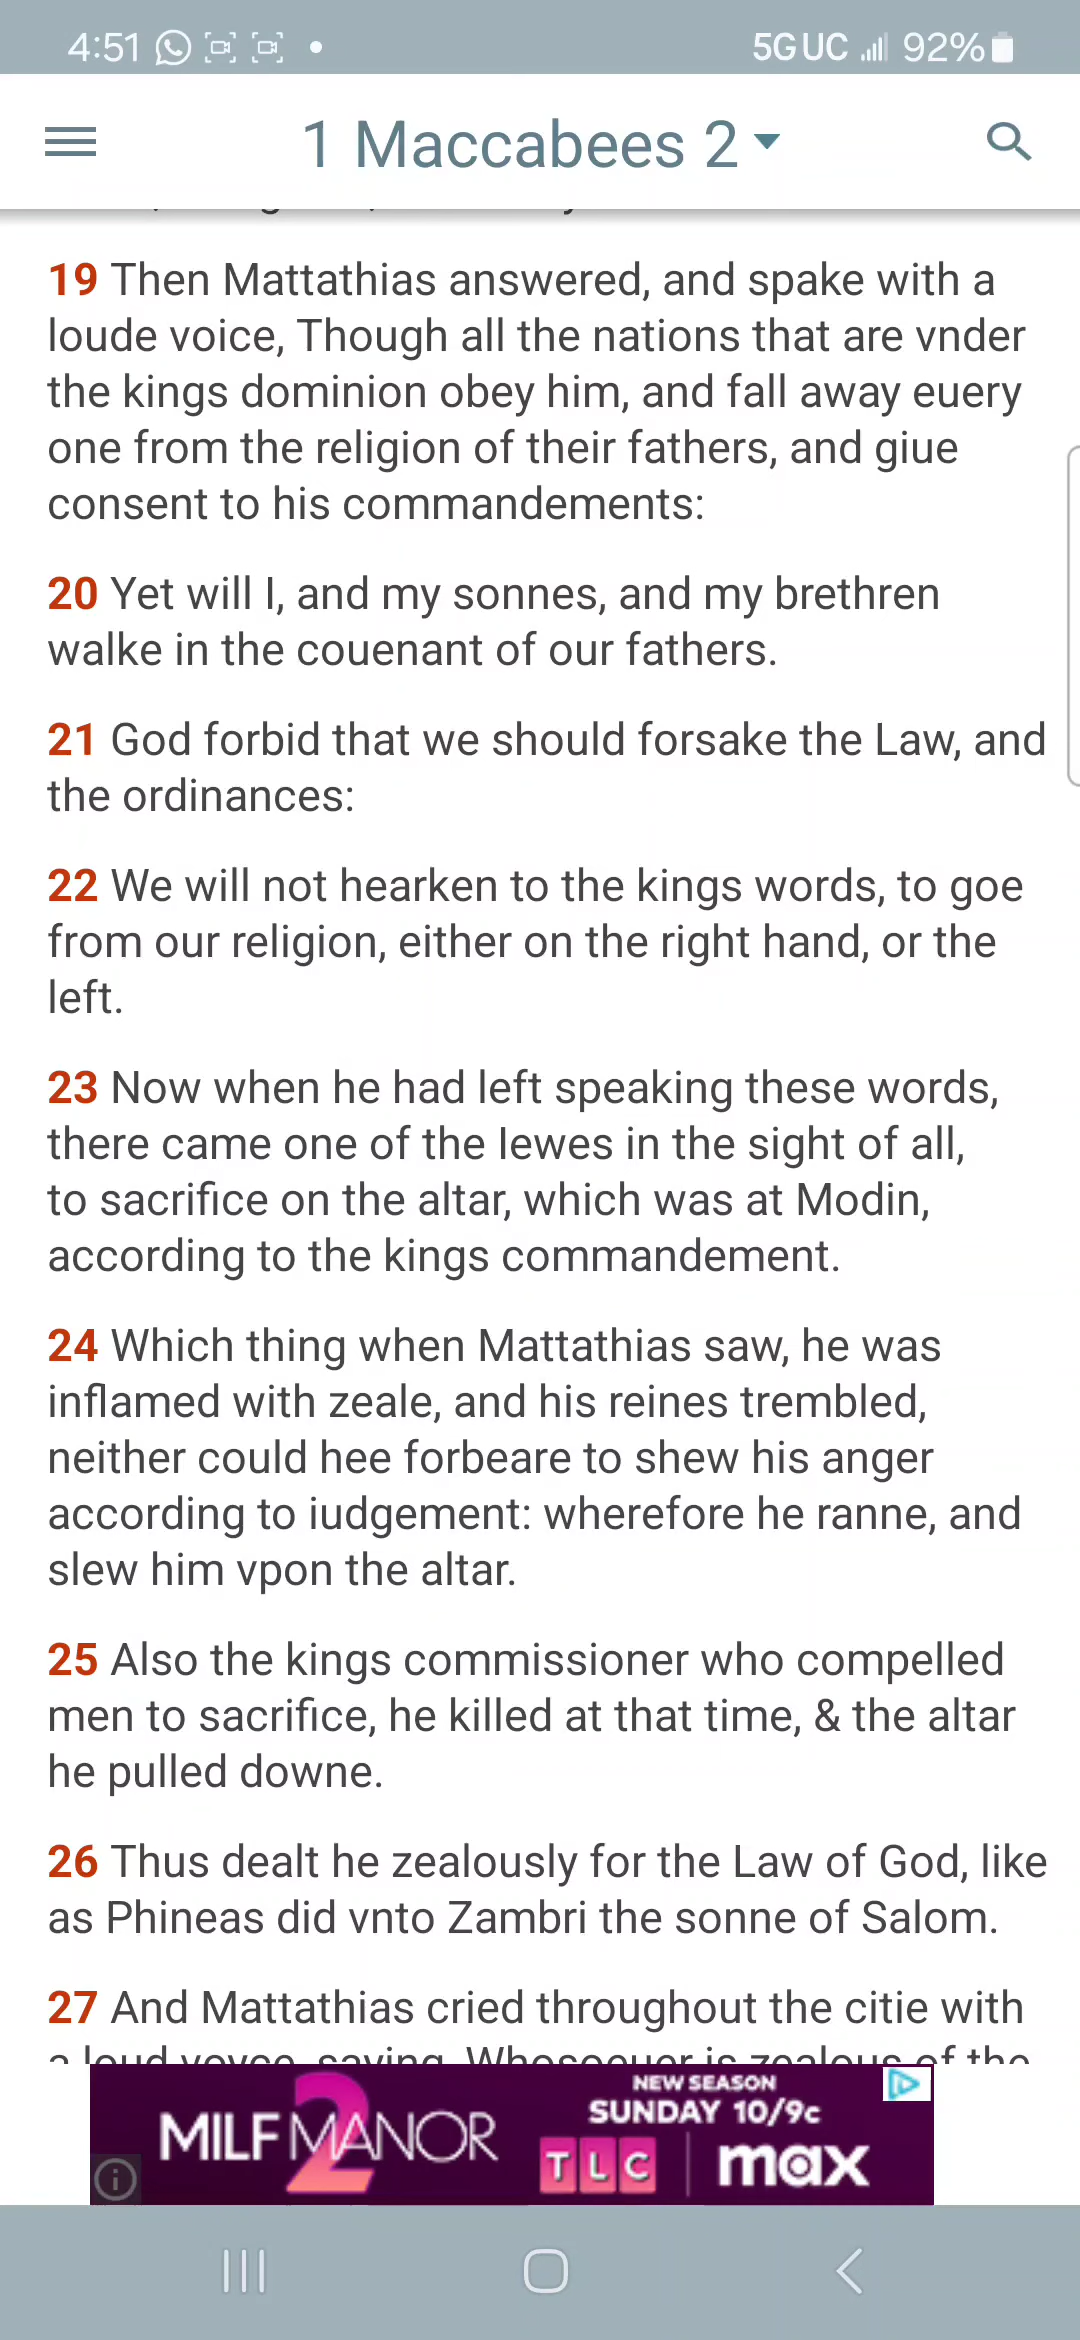 4:51
5G UC 92%
1 Maccabees 2
19 Then Mattathias answered, and spake with a
loude voice, Though all the nations that are vnder
the kings dominion obey him, and fall away euery
one from the religion of their fathers, and giue
consent to his commandements:
20 Yet will I, and my sonnes, and my brethren
walke in the couenant of our fathers.
21 God forbid that we should forsake the Law, and
the ordinances:
22 We will not hearken to the kings words, to goe
from our religion, either on the right hand, or the
left.
23 Now when he had left speaking these words,
there came one of the Iewes in the sight of all,
to sacrifice on the altar, which was at Modin,
according to the kings commandement.
24 Which thing when Mattathias saw, he was
inflamed with zeale, and his reines trembled,
neither could hee forbeare to shew his anger
according to iudgement: wherefore he ranne, and
slew him vpon the altar.
25 Also the kings commissioner who compelled
men to sacrifice, he killed at that time, & the altar
he pulled downe.
26 Thus dealt he zealously for the Law of God, like
as Phineas did vnto Zambri the sonne of Salom.
27 And Mattathias cried throughout the citie with
a loud voyce, saying, Whosoeuer is zealous of the
MILF MANOR 2
NEW SEASON
SUNDAY 10/9c
TLC max